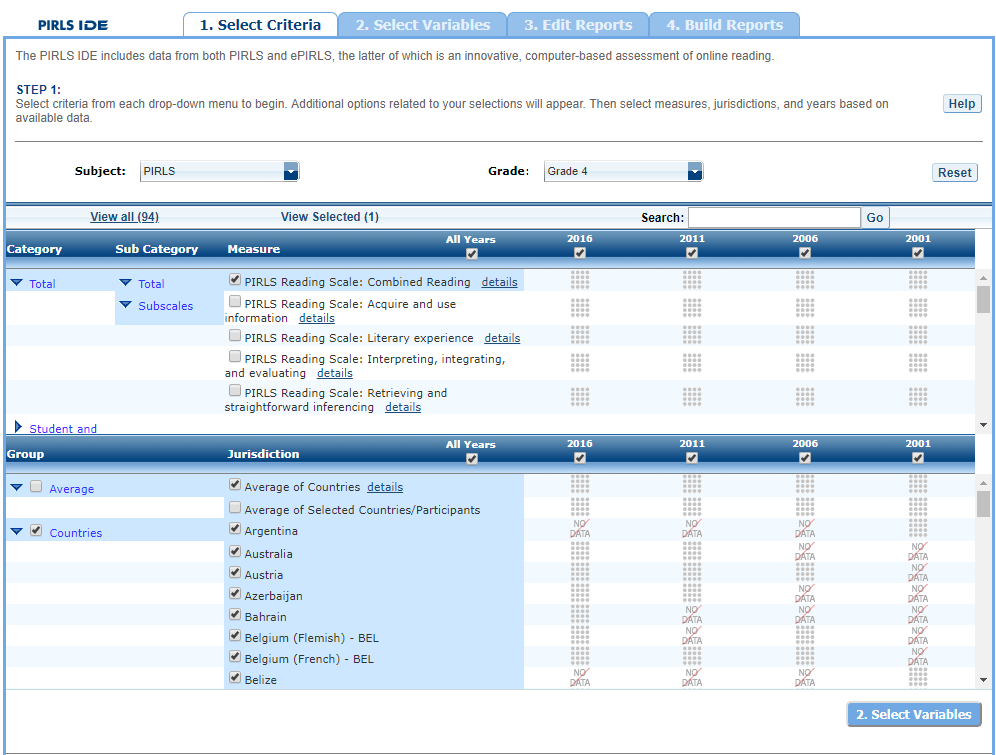 PIRLS IDE
1. Select Criteria
2. Select Variables
3. Edit Reports
4. Build Reports
The PIRLS IDE includes data from both PIRLS and ePIRLS, the latter of which is an innovative, computer-based assessment of online reading.
STEP 1:
Select criteria from each drop-down menu to begin. Additional options related to your selections will appear. Then select measures, jurisdictions, and years based on
available data.
Help
Subject: PIRLS
Grade: Grade 4
Reset
View all (94)
View Selected (1)
Search:
Go
Category
Sub Category
Measure
All Years
2016
2011
2006
2001
Total
Total
PIRLS Reading Scale: Combined Reading details
Subscales
PIRLS Reading Scale: Acquire and use
information details
PIRLS Reading Scale: Literary experience details
PIRLS Reading Scale: Interpreting, integrating,
and evaluating details
PIRLS Reading Scale: Retrieving and
straightforward inferencing details
Student and
Group
Jurisdiction
All Years
2016
2011
2006
2001
Average
Average of Countries details
Average of Selected Countries/Participants
Countries
Argentina NO DATA NO DATA NO DATA
Australia NO DATA NO DATA
Austria NO DATA
Azerbaijan NO DATA NO DATA
Bahrain NO DATA NO DATA NO DATA
Belgium (Flemish) - BEL NO DATA NO DATA
Belgium (French) - BEL NO DATA
Belize NO DATA NO DATA NO DATA
2. Select Variables